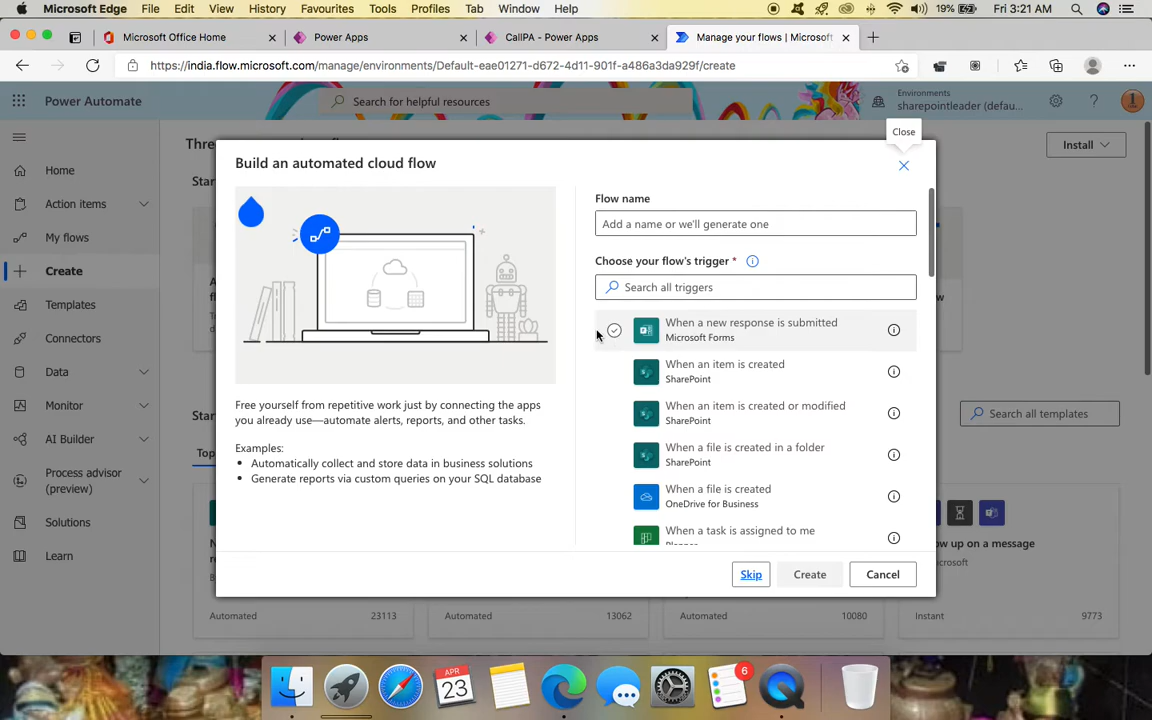 Microsoft Edge File Edit View History Favourites Tools Profiles Tab Window Help 19% Fri 3:21 AM
Microsoft Office Home Power Apps CallPA - Power Apps Manage your flows | Microsoft
https://india.flow.microsoft.com/manage/environments/Default-eae01271-d672-4d11-901f-a486a3da929f/create
Power Automate
Search for helpful resources
Environments
sharepointleader (defau...
Close
Home
Action items
My flows
Create
Templates
Connectors
Data
Monitor
AI Builder
Process advisor
(preview)
Solutions
Learn
Install
Build an automated cloud flow
Free yourself from repetitive work just by connecting the apps
you already use—automate alerts, reports, and other tasks.
Examples:
• Automatically collect and store data in business solutions
• Generate reports via custom queries on your SQL database
Flow name
Add a name or we'll generate one
Choose your flow's trigger *
Search all triggers
When a new response is submitted
Microsoft Forms
When an item is created
SharePoint
When an item is created or modified
SharePoint
When a file is created in a folder
SharePoint
When a file is created
OneDrive for Business
When a task is assigned to me
Planner
Skip Create Cancel
Search all templates
Top
ow up on a message
icrosoft
Automated 23113
Automated 13062
Automated 10080
Instant 9773
APR
23
6